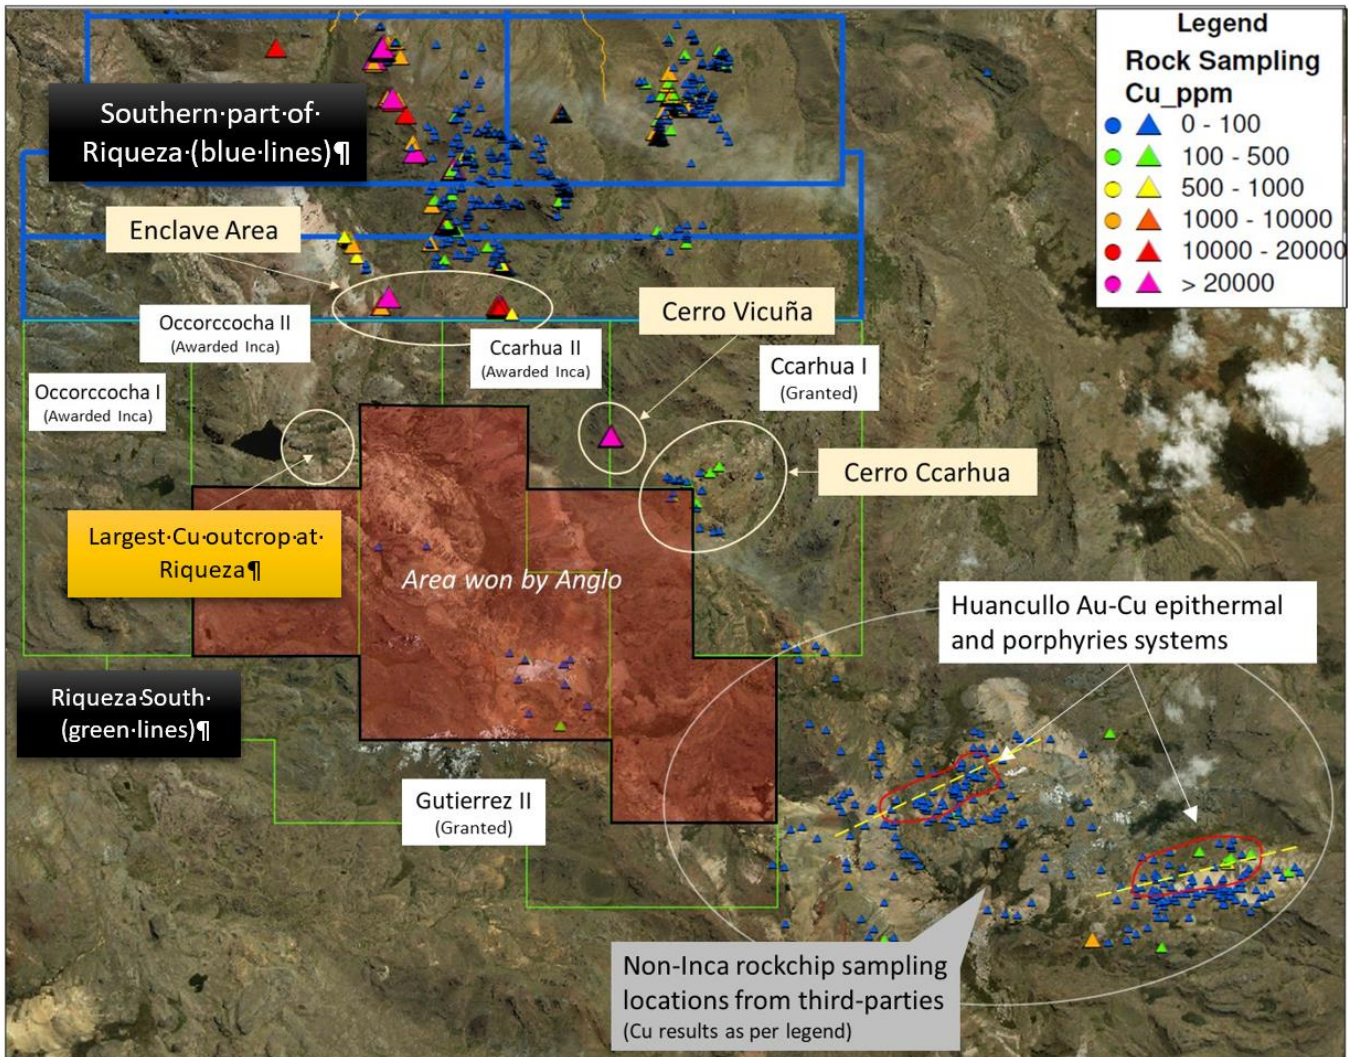 Legend
Rock Sampling
Cu_ppm
0 - 100
100 - 500
500 - 1000
1000 - 10000
10000 - 20000
> 20000
Southern·part·of·
Riqueza·(blue·lines)¶
Enclave Area
Occorccocha II
(Awarded Inca)
Ccarhua II
(Awarded Inca)
Cerro Vicuña
Ccarhua I
(Granted)
Occorccocha I
(Awarded Inca)
Cerro Ccarhua
Largest·Cu·outcrop·at·
Riqueza¶
Area won by Anglo
Huancullo Au-Cu epithermal
and porphyries systems
Riqueza·South·
(green·lines)¶
Gutierrez II
(Granted)
Non-Inca rockchip sampling
locations from third-parties
(Cu results as per legend)